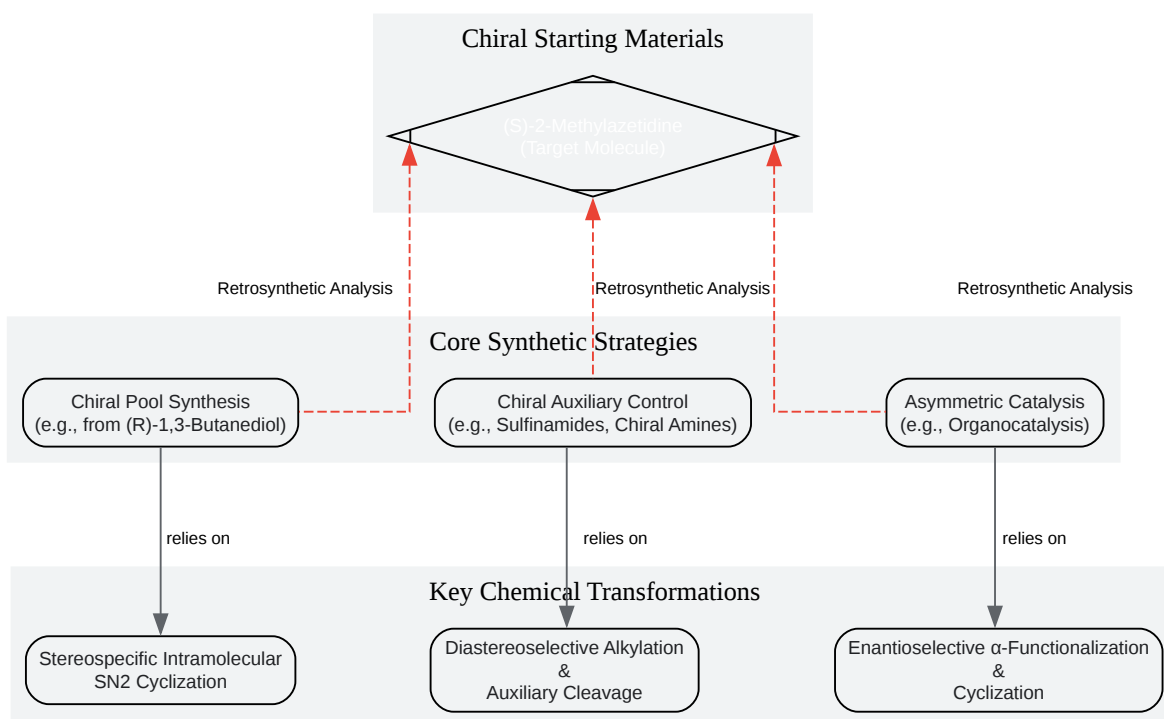 Chiral Starting Materials
(S)-2-Methylazetidine
(Target Molecule)
Retrosynthetic Analysis
Retrosynthetic Analysis
Retrosynthetic Analysis
Core Synthetic Strategies
Chiral Pool Synthesis
(e.g., from (R)-1,3-Butanediol)
Chiral Auxiliary Control
(e.g., Sulfinamides, Chiral Amines)
Asymmetric Catalysis
(e.g., Organocatalysis)
relies on
relies on
relies on
Key Chemical Transformations
Stereospecific Intramolecular
SN2 Cyclization
Diastereoselective Alkylation
&
Auxiliary Cleavage
Enantioselective α-Functionalization
&
Cyclization